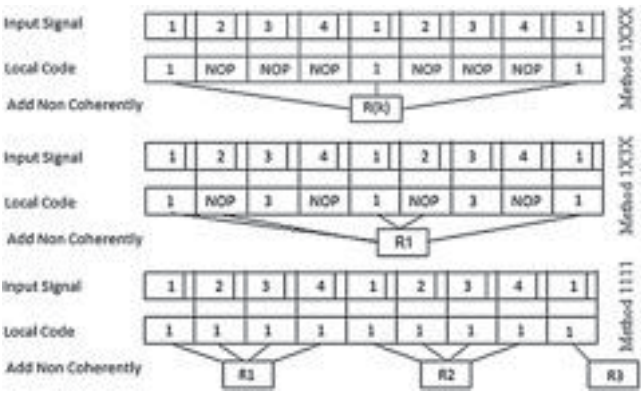 Input Signal 1 2 3 4 1 2 3 4 1
Local Code 1 NOP NOP NOP 1 NOP NOP NOP 1
Add Non Coherently R(k)
Method 1XXX
Input Signal 1 2 3 4 1 2 3 4 1
Local Code 1 NOP 3 NOP 1 NOP 3 NOP 1
Add Non Coherently R1
Method 1X1X
Input Signal 1 2 3 4 1 2 3 4 1
Local Code 1 1 1 1 1 1 1 1 1
Add Non Coherently R1 R2 R3
Method 1111